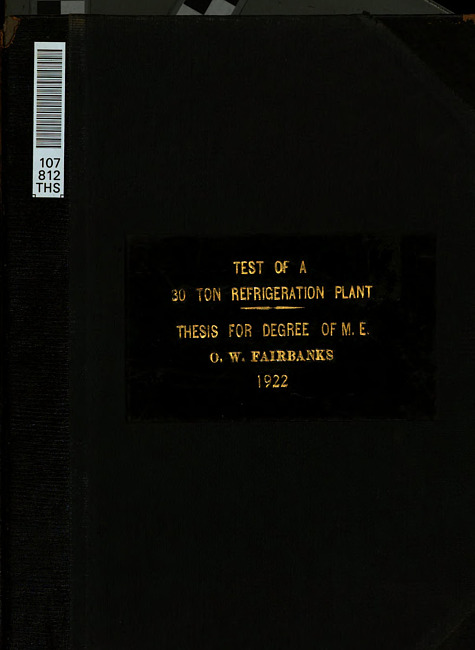 107
812
THS
TEST OF A
30 TON REFRIGERATION PLANT
THESIS FOR DEGREE OF M. E.
O. W. FAIRBANKS
1922